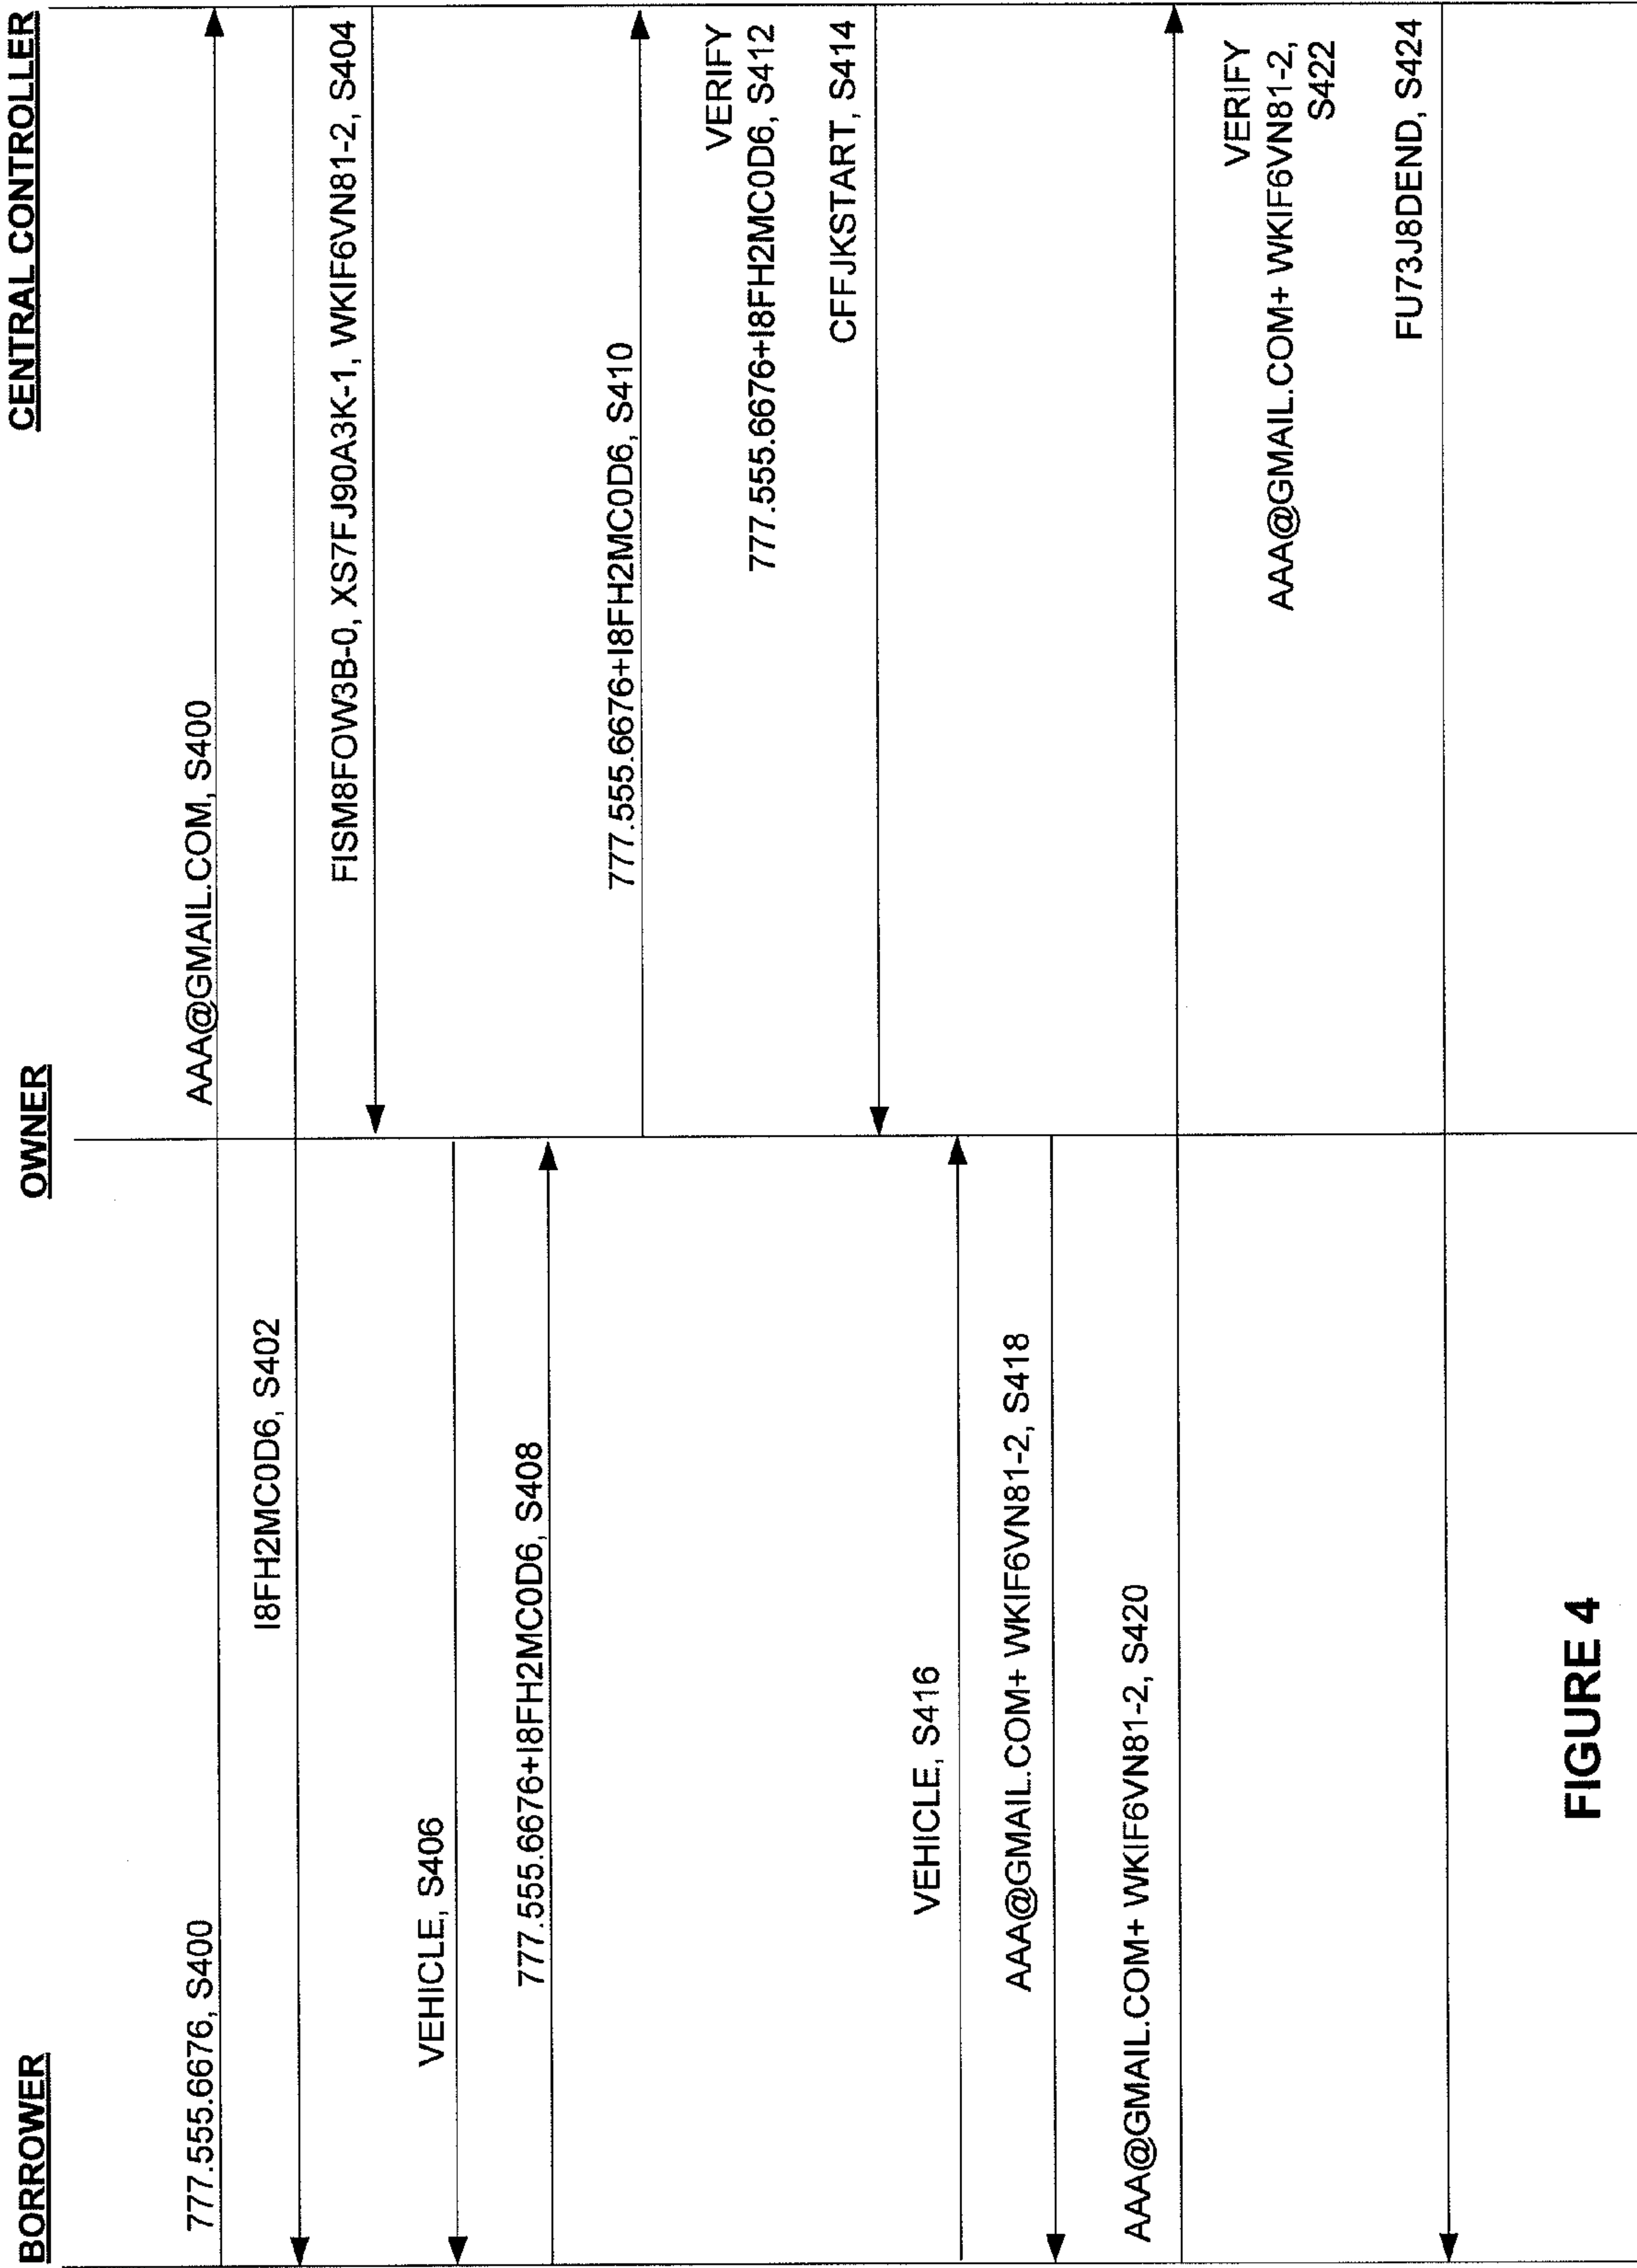 BORROWER
OWNER
CENTRAL CONTROLLER
777.555.6676, S400
AAA@GMAIL.COM, S400
I8FH2MC0D6, S402
FISM8FOW3B-0, XS7FJ90A3K-1, WKIF6VN81-2, S404
VEHICLE, S406
777.555.6676+I8FH2MC0D6, S408
777.555.6676+I8FH2MC0D6, S410
VERIFY
777.555.6676+I8FH2MC0D6, S412
CFFJKSTART, S414
VEHICLE, S416
AAA@GMAIL.COM+ WKIF6VN81-2, S418
AAA@GMAIL.COM+ WKIF6VN81-2, S420
VERIFY
AAA@GMAIL.COM+ WKIF6VN81-2,
S422
FU73J8DEND, S424
FIGURE 4